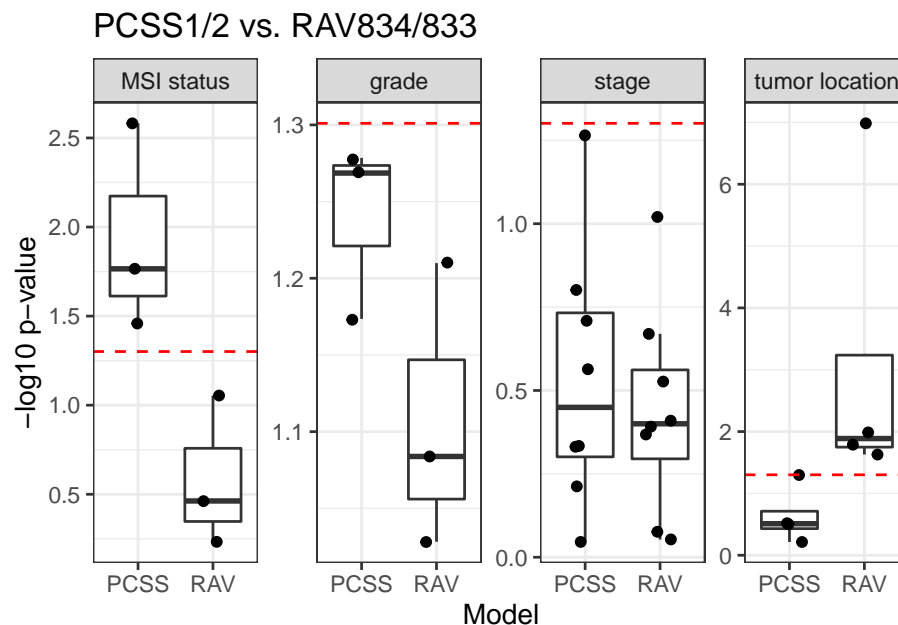 PCSS1/2 vs. RAV834/833
MSI status
grade
stage
tumor location
−log10 p−value
2.5
2.0
1.5
1.0
0.5
1.3
1.2
1.1
1.0
0.5
0.0
6
4
2
0
PCSS RAV
PCSS RAV
PCSS RAV
PCSS RAV
Model